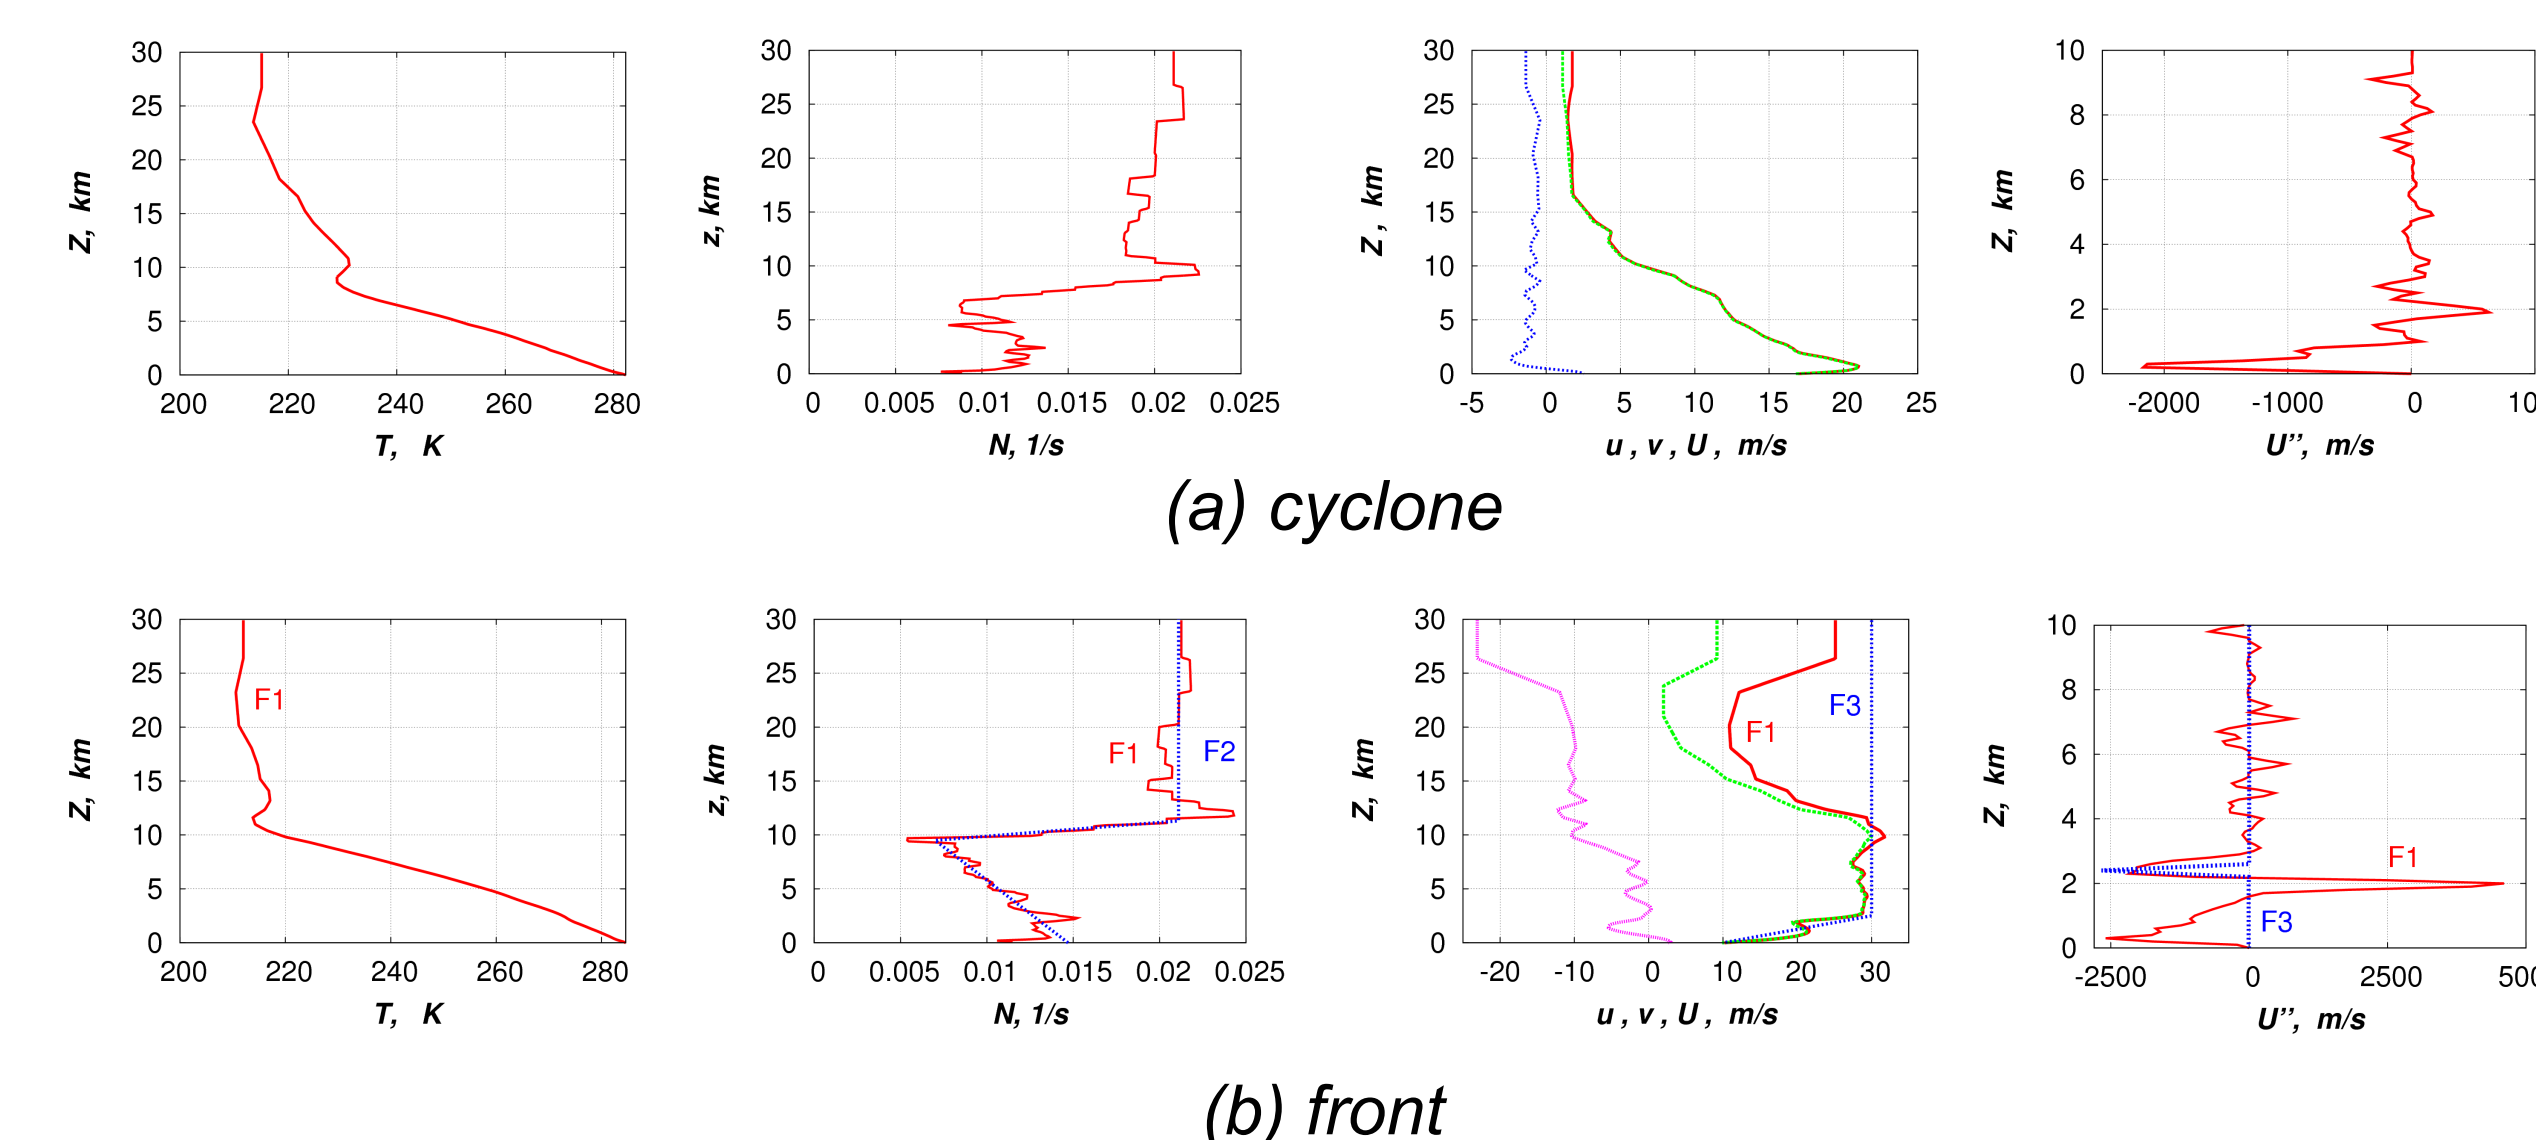 30 25 20 15 10 5 0
Z, km
200 220 240 260 280
T, K
30 25 20 15 10 5 0
z, km
0 0.005 0.01 0.015 0.02 0.025
N, 1/s
30 25 20 15 10 5 0
Z , km
-5 0 5 10 15 20 25
u , v , U , m/s
10 8 6 4 2 0
Z, km
-2000 -1000 0 10
U’’, m/s
(a) cyclone
30 25 20 15 10 5 0
Z, km
F1
200 220 240 260 280
T, K
30 25 20 15 10 5 0
z, km
F1 F2
0 0.005 0.01 0.015 0.02 0.025
N, 1/s
30 25 20 15 10 5 0
Z, km
F3
F1
-20 -10 0 10 20 30
u , v , U , m/s
10 8 6 4 2 0
Z, km
F1
F3
-2500 0 2500 500
U’’, m/s
(b) front